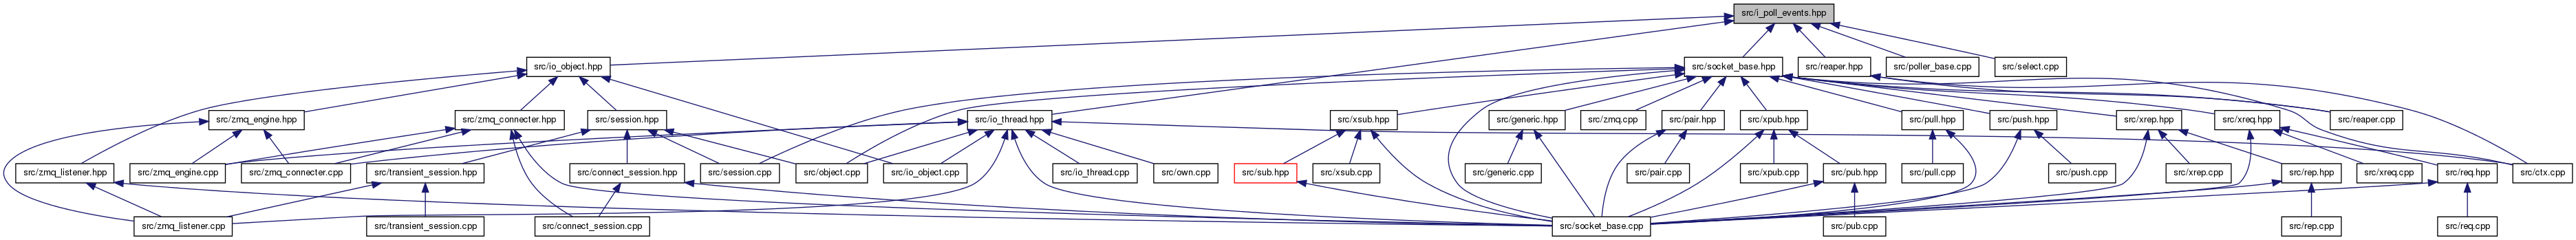 src/i_poll_events.hpp
src/io_object.hpp
src/socket_base.hpp
src/reaper.hpp
src/poller_base.cpp
src/select.cpp
src/zmq_engine.hpp
src/zmq_connecter.hpp
src/session.hpp
src/io_thread.hpp
src/xsub.hpp
src/generic.hpp
src/zmq.cpp
src/pair.hpp
src/xpub.hpp
src/pull.hpp
src/push.hpp
src/xrep.hpp
src/xreq.hpp
src/reaper.cpp
src/zmq_listener.hpp
src/zmq_engine.cpp
src/zmq_connecter.cpp
src/transient_session.hpp
src/connect_session.hpp
src/session.cpp
src/object.cpp
src/io_object.cpp
src/io_thread.cpp
src/own.cpp
src/sub.hpp
src/xsub.cpp
src/generic.cpp
src/pair.cpp
src/xpub.cpp
src/pub.hpp
src/pull.cpp
src/push.cpp
src/xrep.cpp
src/rep.hpp
src/xreq.cpp
src/req.hpp
src/ctx.cpp
src/zmq_listener.cpp
src/transient_session.cpp
src/connect_session.cpp
src/socket_base.cpp
src/pub.cpp
src/rep.cpp
src/req.cpp